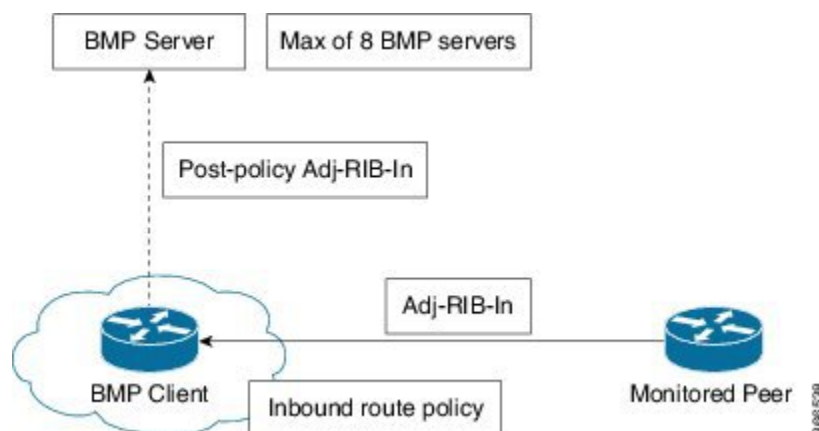 BMP Server
Max of 8 BMP servers
Post-policy Adj-RIB-In
Adj-RIB-In
BMP Client
Monitored Peer
Inbound route policy